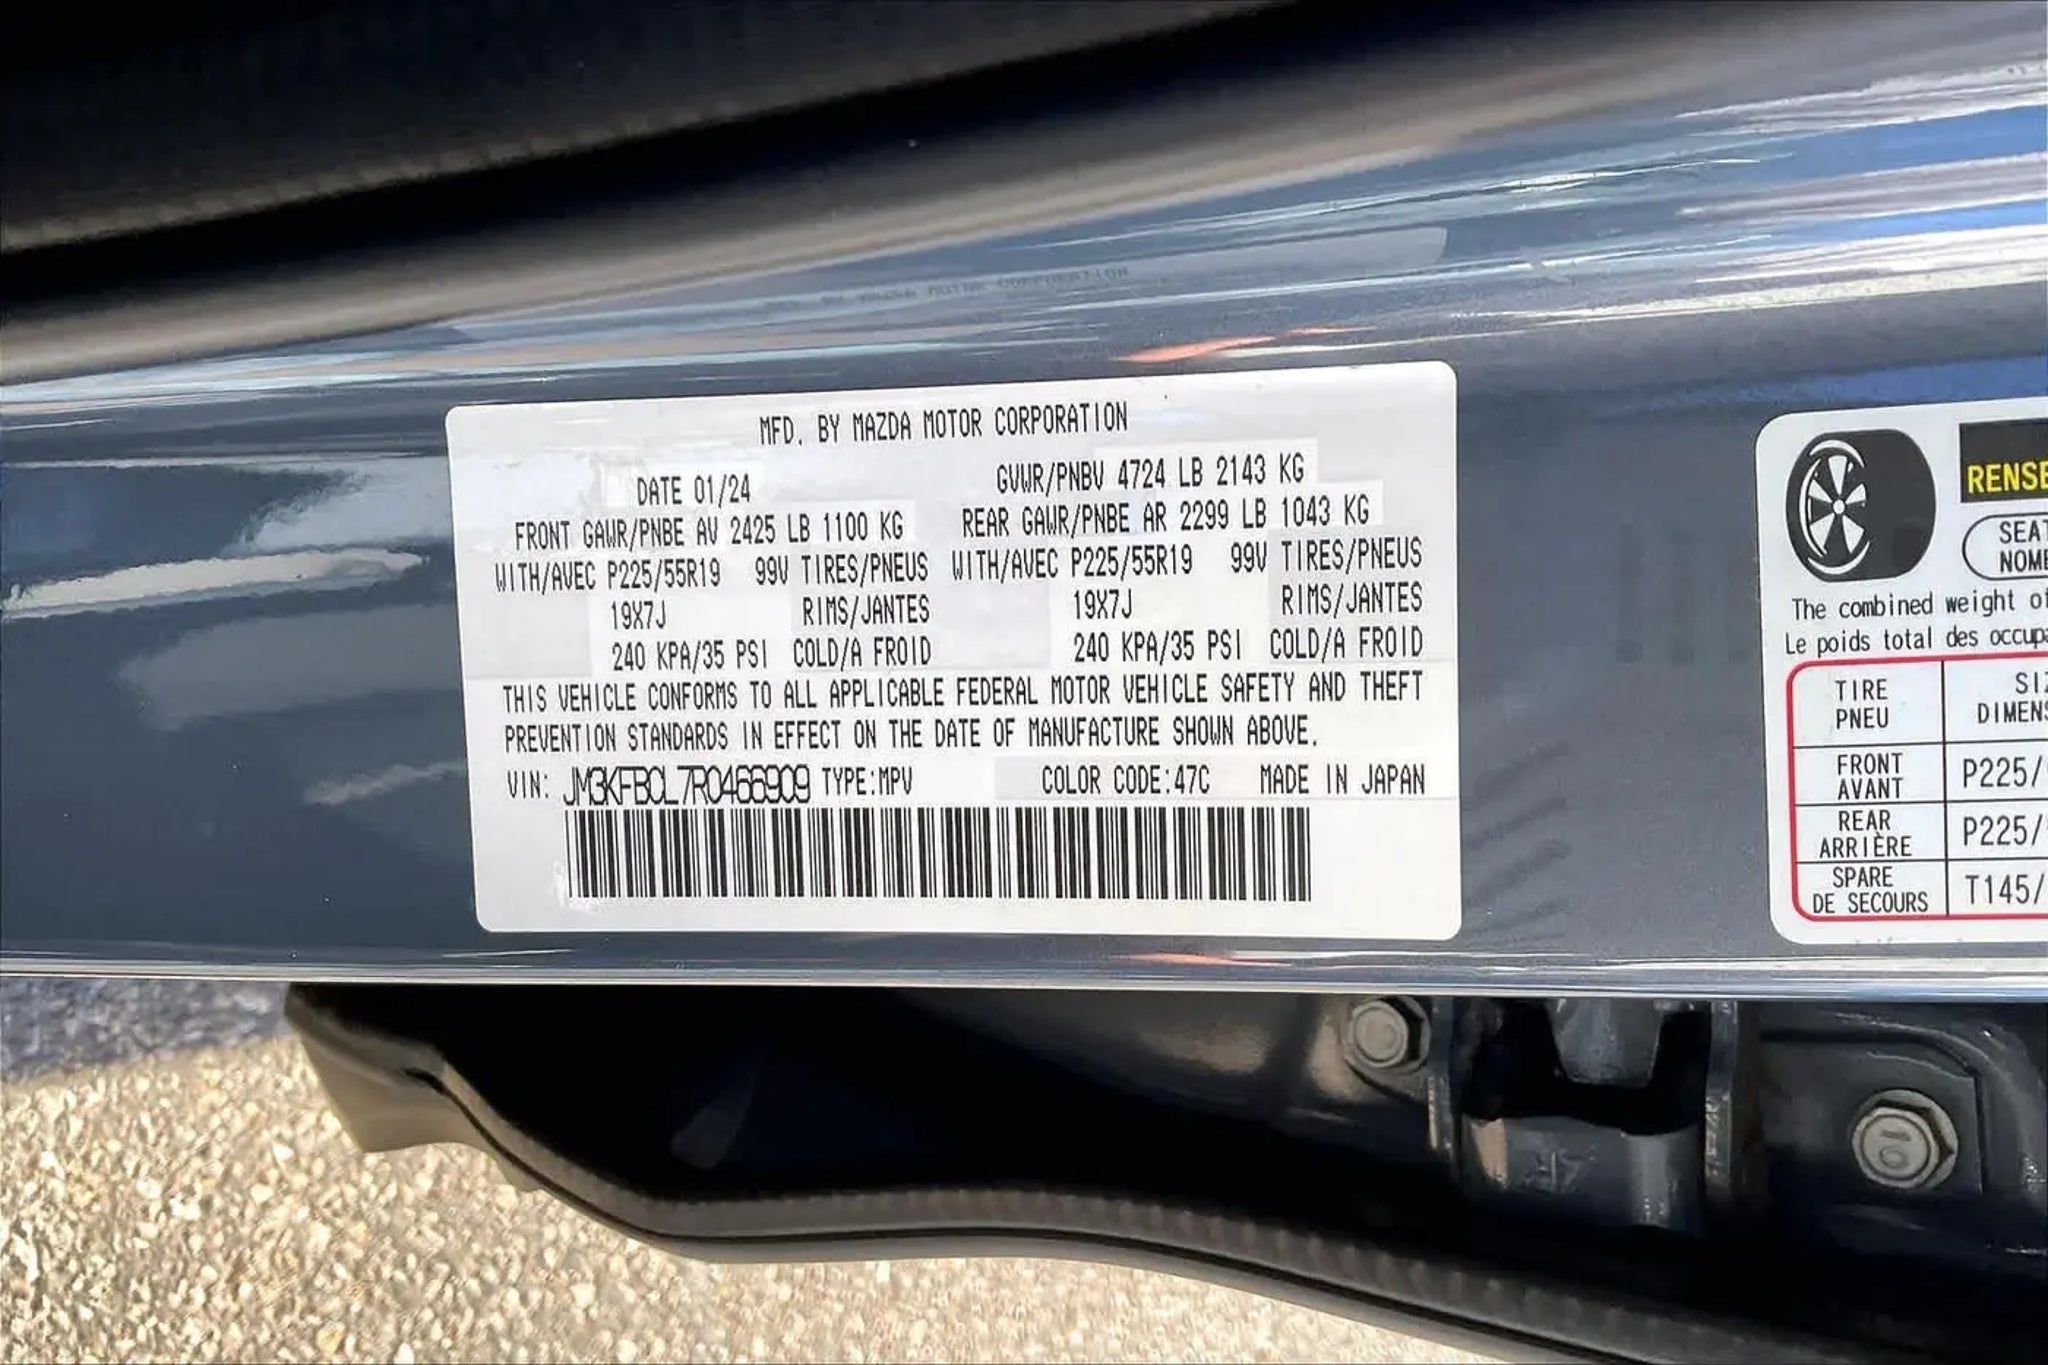 MFD. BY MAZDA MOTOR CORPORATION
DATE 01/24 GVWR/PNBV 4724 LB 2143 KG
FRONT GAWR/PNBE AV 2425 LB 1100 KG REAR GAWR/PNBE AR 2299 LB 1043 KG
WITH/AVEC P225/55R19 99V TIRES/PNEUS WITH/AVEC P225/55R19 99V TIRES/PNEUS
19X7J RIMS/JANTES 19X7J RIMS/JANTES
240 KPA/35 PSI COLD/A FROID 240 KPA/35 PSI COLD/A FROID
THIS VEHICLE CONFORMS TO ALL APPLICABLE FEDERAL MOTOR VEHICLE SAFETY AND THEFT
PREVENTION STANDARDS IN EFFECT ON THE DATE OF MANUFACTURE SHOWN ABOVE.
VIN: JM3KFBCL7R0466909 TYPE:MPV COLOR CODE:47C MADE IN JAPAN
RENSE
SEAT
NOM
The combined weight of
Le poids total des occupa
TIRE SIZ
PNEU DIMENS
FRONT
AVANT P225/
REAR
ARRIÈRE P225/
SPARE
DE SECOURS T145/
10